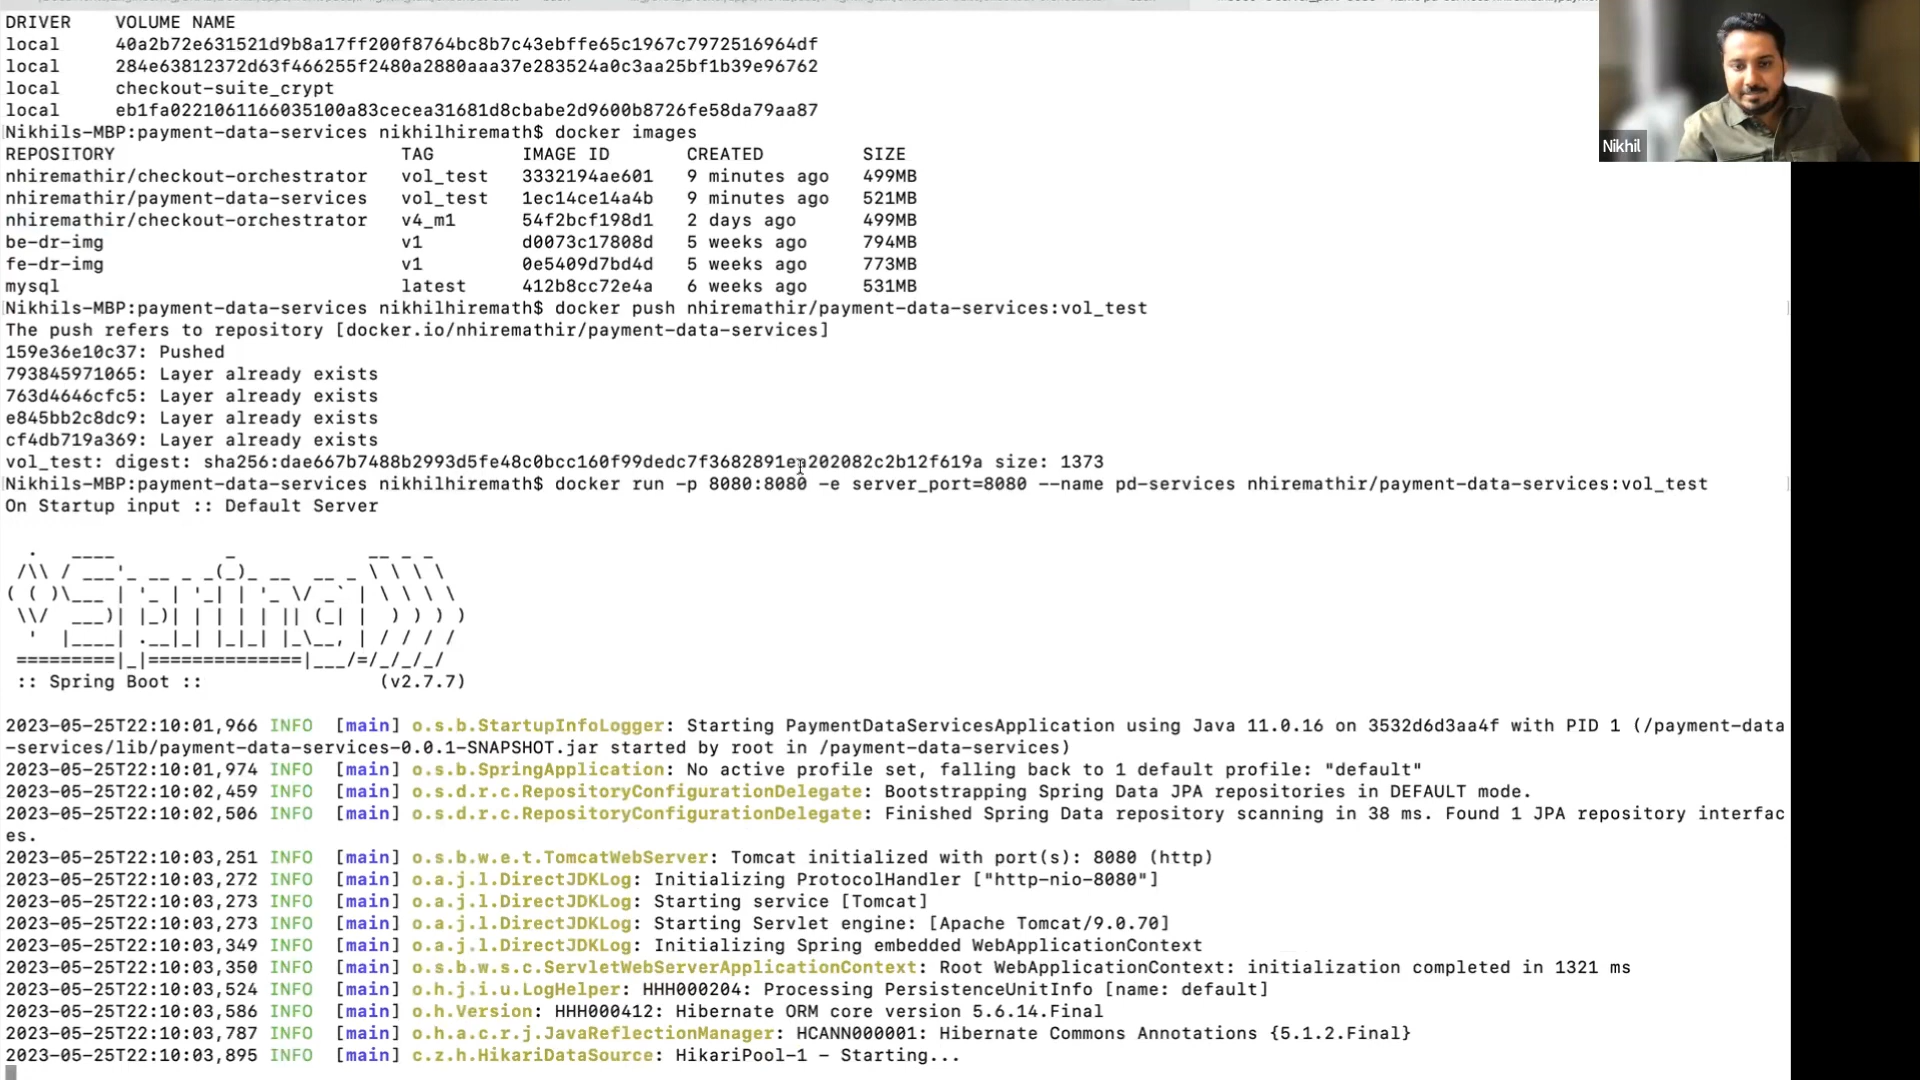 DRIVER    VOLUME NAME
local     40a2b72e631521d9b8a17ff200f8764bc8b7c43ebffe65c1967c7972516964df
local     284e63812372d63f466255f2480a2880aaa37e283524a0c3aa25bf1b39e96762
local     checkout-suite_crypt
local     eb1fa0221061166035100a83cecea31681d8cbabe2d9600b8726fe58da79aa87
Nikhils-MBP:payment-data-services nikhilhiremath$ docker images
REPOSITORY                          TAG        IMAGE ID       CREATED         SIZE
nhiremathir/checkout-orchestrator   vol_test   3332194ae601   9 minutes ago   499MB
nhiremathir/payment-data-services   vol_test   1ec14ce14a4b   9 minutes ago   521MB
nhiremathir/checkout-orchestrator   v4_m1      54f2bcf198d1   2 days ago      499MB
be-dr-img                           v1         d0073c17808d   5 weeks ago     794MB
fe-dr-img                           v1         0e5409d7bd4d   5 weeks ago     773MB
mysql                               latest     412b8cc72e4a   6 weeks ago     531MB
Nikhils-MBP:payment-data-services nikhilhiremath$ docker push nhiremathir/payment-data-services:vol_test
The push refers to repository [docker.io/nhiremathir/payment-data-services]
159e36e10c37: Pushed
793845971065: Layer already exists
763d4646cfc5: Layer already exists
e845bb2c8dc9: Layer already exists
cf4db719a369: Layer already exists
vol_test: digest: sha256:dae667b7488b2993d5fe48c0bcc160f99dedc7f3682891ea202082c2b12f619a size: 1373
Nikhils-MBP:payment-data-services nikhilhiremath$ docker run -p 8080:8080 -e server_port=8080 --name pd-services nhiremathir/payment-data-services:vol_test
On Startup input :: Default Server
Spring
:: Spring Boot ::                (v2.7.7)
2023-05-25T22:10:01,966 INFO  [main] o.s.b.StartupInfoLogger: Starting PaymentDataServicesApplication using Java 11.0.16 on 3532d6d3aa4f with PID 1 (/payment-data
-services/lib/payment-data-services-0.0.1-SNAPSHOT.jar started by root in /payment-data-services)
2023-05-25T22:10:01,974 INFO  [main] o.s.b.SpringApplication: No active profile set, falling back to 1 default profile: "default"
2023-05-25T22:10:02,459 INFO  [main] o.s.d.r.c.RepositoryConfigurationDelegate: Bootstrapping Spring Data JPA repositories in DEFAULT mode.
2023-05-25T22:10:02,506 INFO  [main] o.s.d.r.c.RepositoryConfigurationDelegate: Finished Spring Data repository scanning in 38 ms. Found 1 JPA repository interfac
es.
2023-05-25T22:10:03,251 INFO  [main] o.s.b.w.e.t.TomcatWebServer: Tomcat initialized with port(s): 8080 (http)
2023-05-25T22:10:03,272 INFO  [main] o.a.j.l.DirectJDKLog: Initializing ProtocolHandler ["http-nio-8080"]
2023-05-25T22:10:03,273 INFO  [main] o.a.j.l.DirectJDKLog: Starting service [Tomcat]
2023-05-25T22:10:03,273 INFO  [main] o.a.j.l.DirectJDKLog: Starting Servlet engine: [Apache Tomcat/9.0.70]
2023-05-25T22:10:03,349 INFO  [main] o.a.j.l.DirectJDKLog: Initializing Spring embedded WebApplicationContext
2023-05-25T22:10:03,350 INFO  [main] o.s.b.w.s.c.ServletWebServerApplicationContext: Root WebApplicationContext: initialization completed in 1321 ms
2023-05-25T22:10:03,524 INFO  [main] o.h.j.i.u.LogHelper: HHH000204: Processing PersistenceUnitInfo [name: default]
2023-05-25T22:10:03,586 INFO  [main] o.h.Version: HHH000412: Hibernate ORM core version 5.6.14.Final
2023-05-25T22:10:03,787 INFO  [main] o.h.a.c.r.j.JavaReflectionManager: HCANN000001: Hibernate Commons Annotations {5.1.2.Final}
2023-05-25T22:10:03,895 INFO  [main] c.z.h.HikariDataSource: HikariPool-1 - Starting...
Nikhil